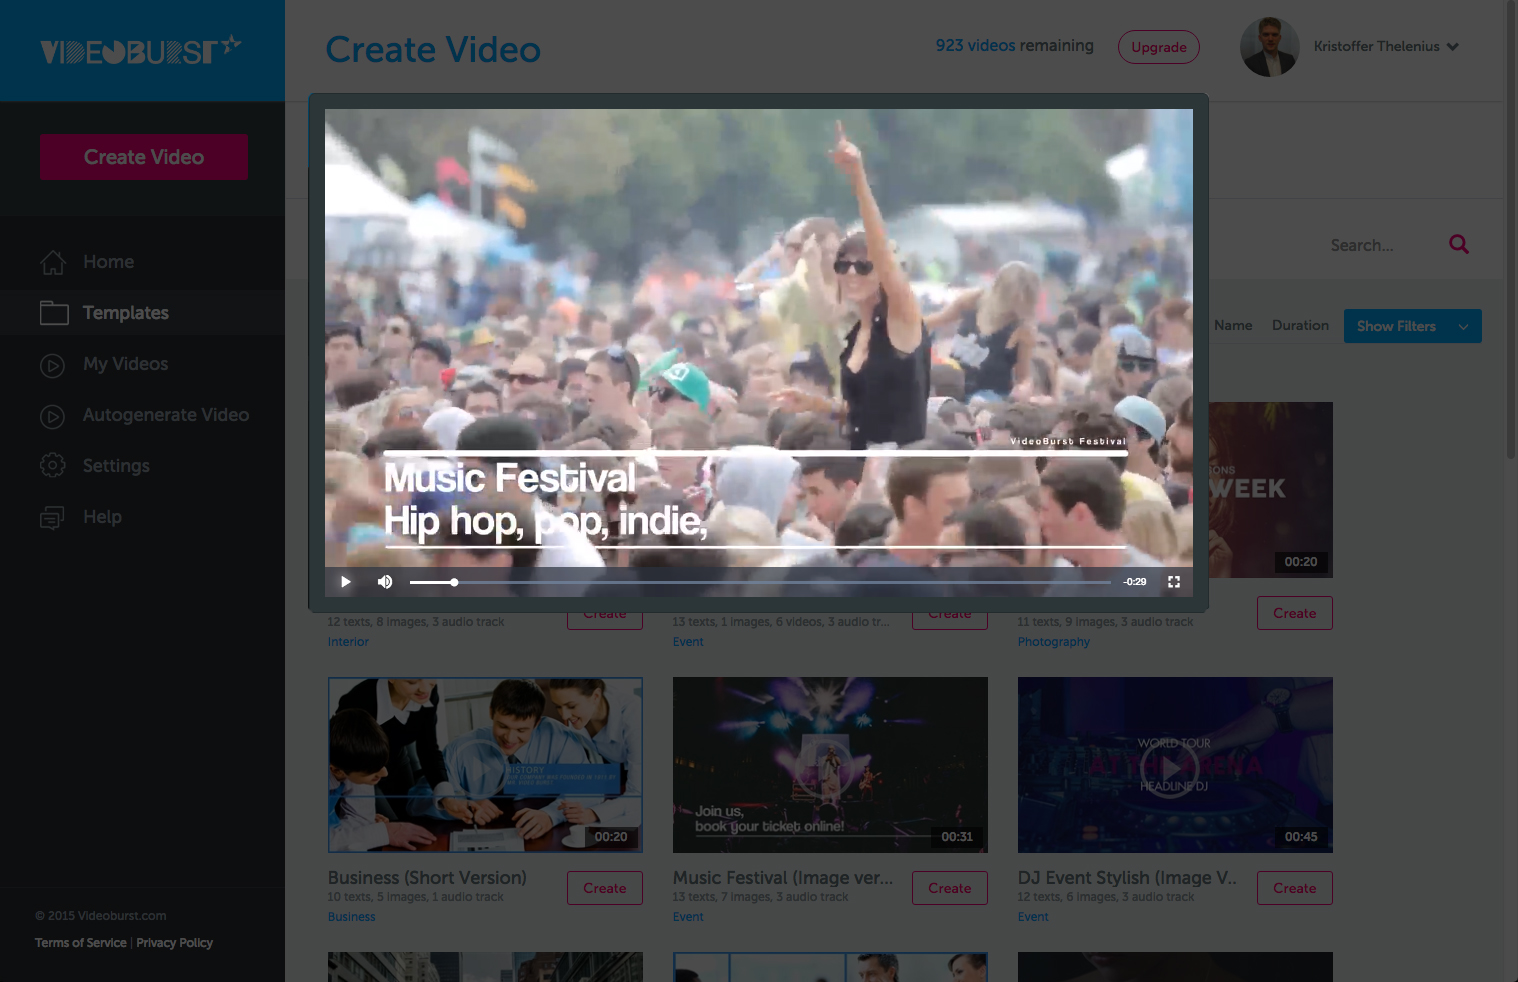 VIDEOBURST
Create Video
923 videos remaining
Upgrade
Kristoffer Thelenius
Create Video
Home
Templates
My Videos
Autogenerate Video
Settings
Help
© 2015 Videoburst.com
Terms of Service | Privacy Policy
Search...
Name Duration Show Filters
VideoBurst Festival
Music Festival
Hip hop, pop, indie,
-0:29
WEEK
00:20
12 texts, 8 images, 3 audio track
Interior
Create
13 texts, 1 images, 6 videos, 3 audio tr...
Event
Create
11 texts, 9 images, 3 audio track
Photography
Create
HISTORY
00:20
Business (Short Version)
10 texts, 5 images, 1 audio track
Business
Create
Join us,
book your ticket online!
00:31
Music Festival (Image ver...
13 texts, 7 images, 3 audio track
Event
Create
WORLD TOUR
AT THE ARENA
HEADLINE DJ
00:45
DJ Event Stylish (Image V...
12 texts, 6 images, 3 audio track
Event
Create